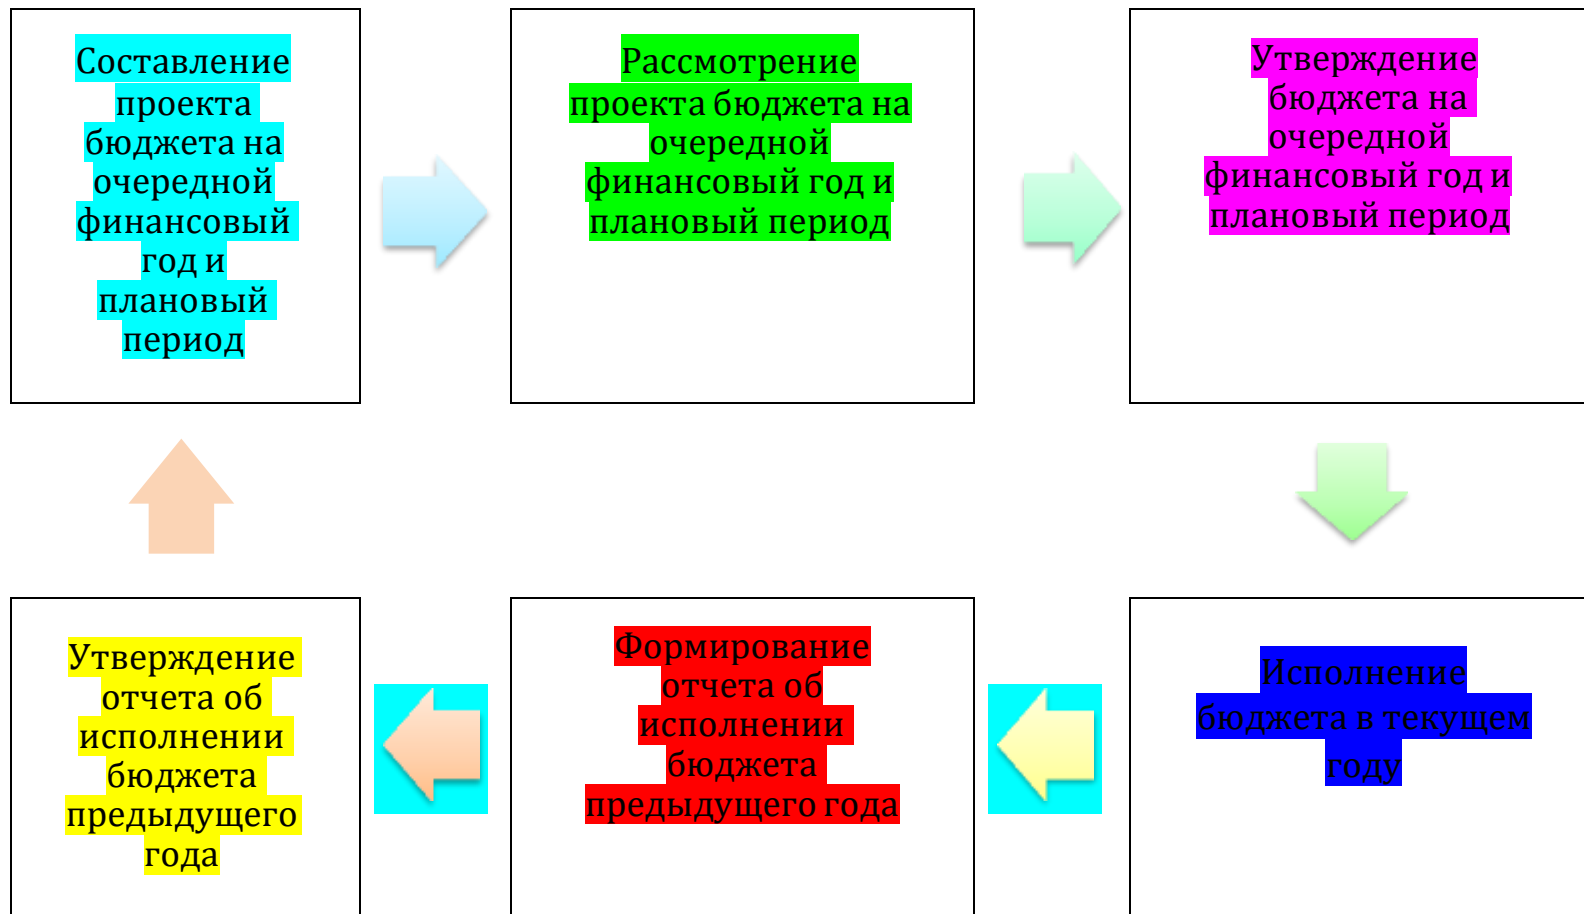 Составление
проекта
бюджета на
очередной
финансовый
год и
плановый
период
Рассмотрение
проекта бюджета на
очередной
финансовый год и
плановый период
Утверждение
бюджета на
очередной
финансовый год и
плановый период
Утверждение
отчета об
исполнении
бюджета
предыдущего
года
Формирование
отчета об
исполнении
бюджета
предыдущего года
Исполнение
бюджета в текущем
году